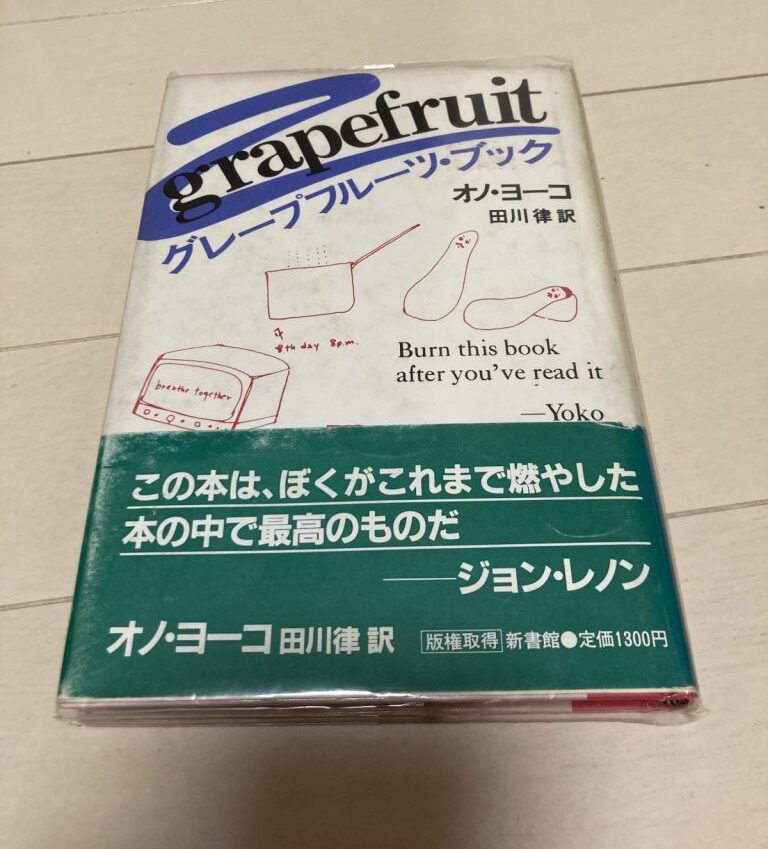 grapefruit
グレープフルーツ・ブック
オノ・ヨーコ
田川 律 訳
8th day 8p.m.
breathe together
Burn this book
after you've read it
—Yoko
この本は、ぼくがこれまで燃やした
本の中で最高のものだ
——ジョン・レノン
オノ・ヨーコ 田川律 訳 版権取得 新書館●定価1300円